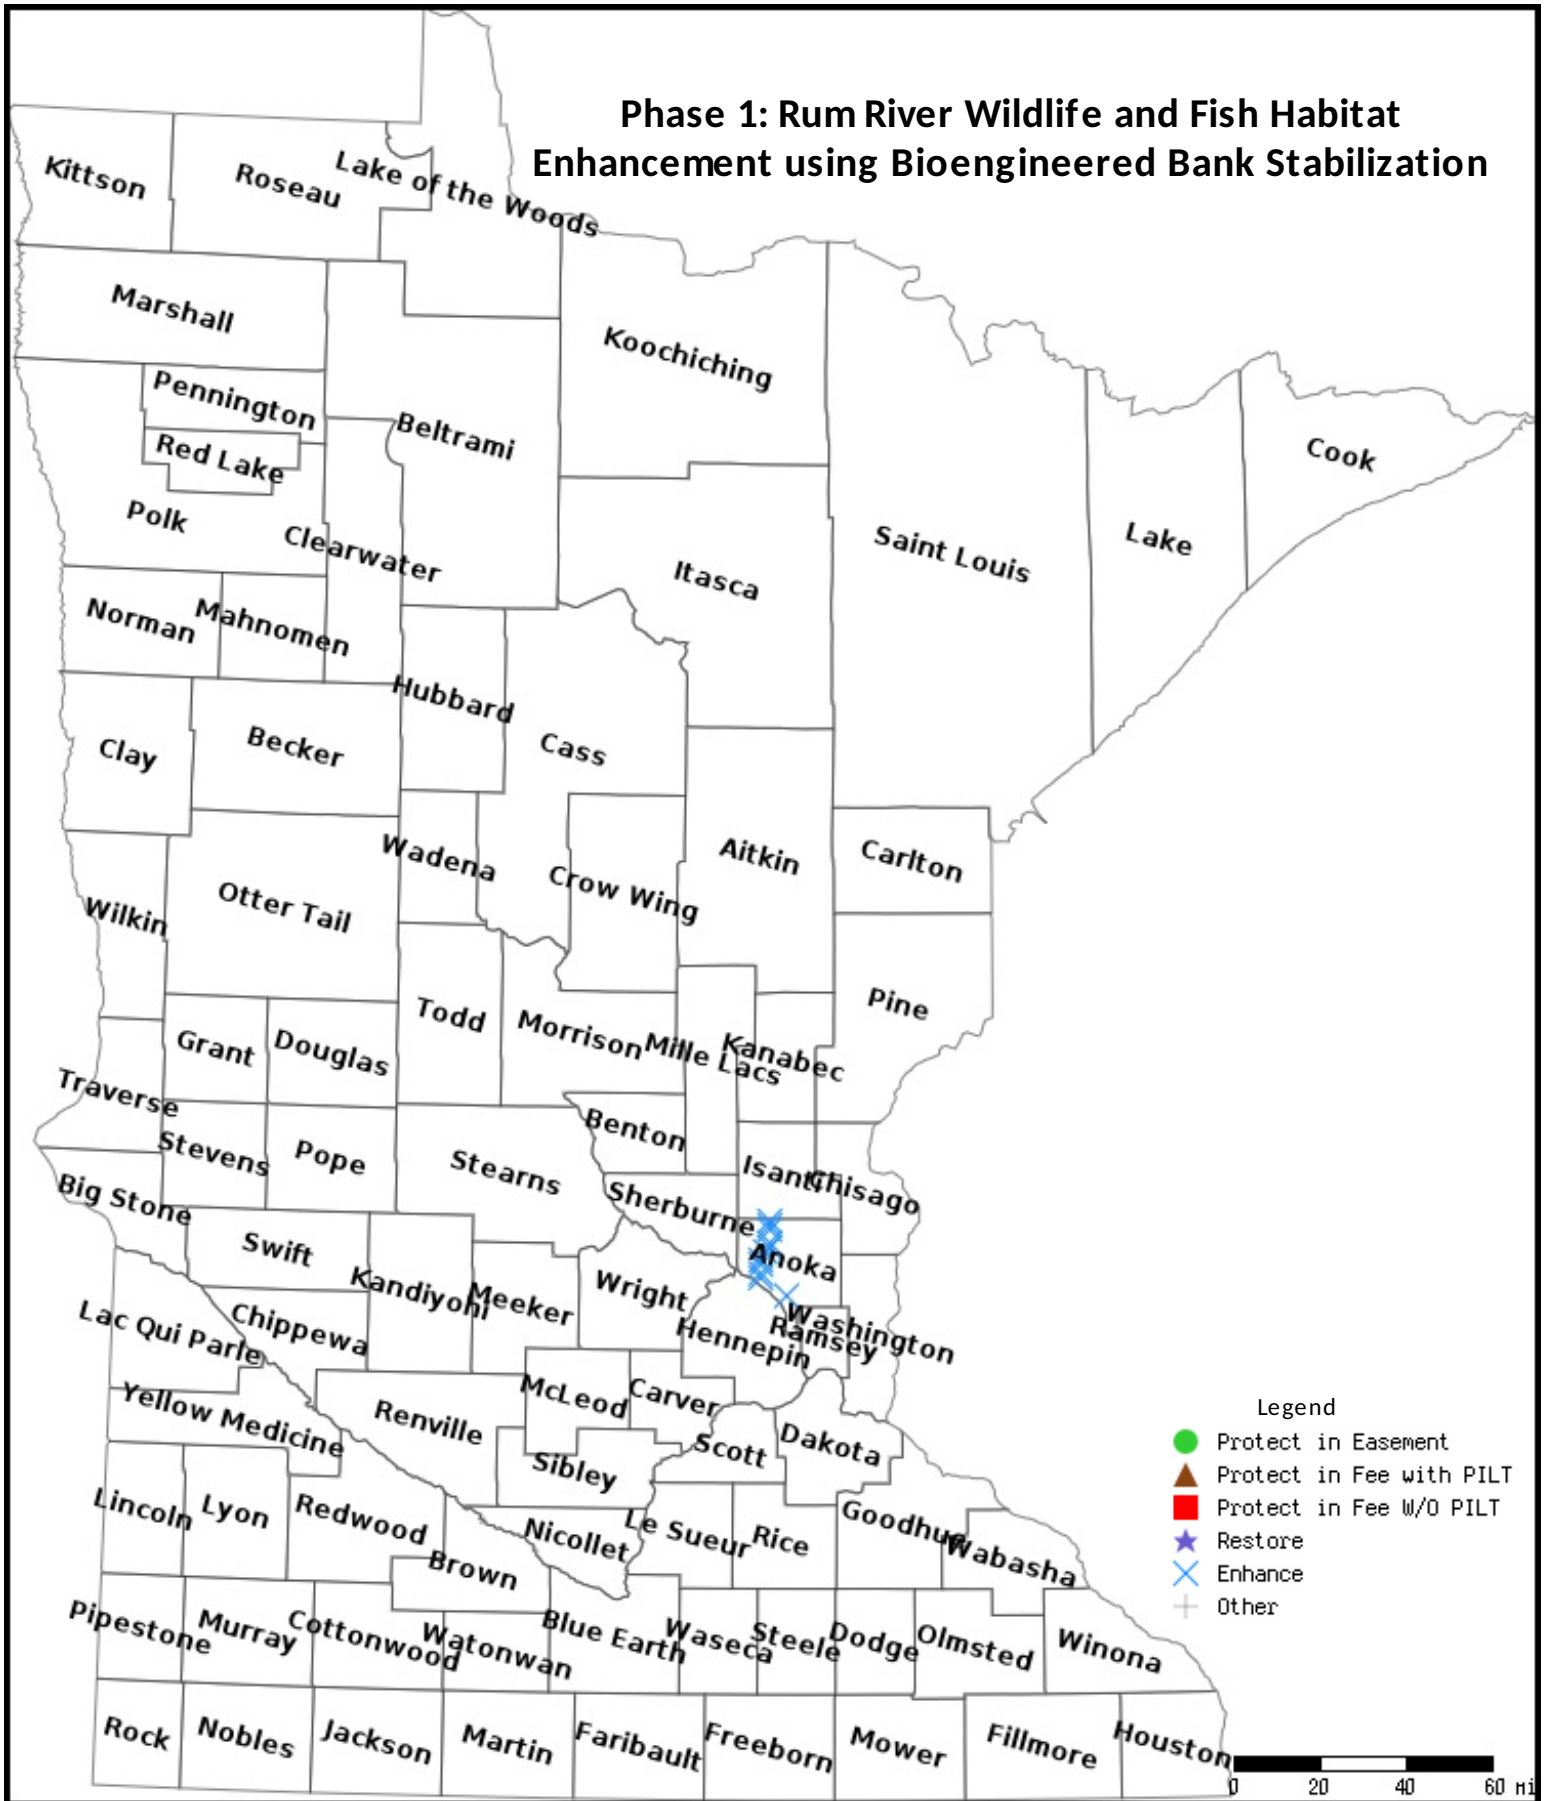 Phase 1: Rum River Wildlife and Fish Habitat
Enhancement using Bioengineered Bank Stabilization
Kittson
Roseau
Lake of the Woods
Marshall
Koochiching
Pennington
Beltrami
Red Lake
Cook
Polk
Clearwater
Saint Louis
Lake
Itasca
Norman
Mahnomen
Hubbard
Clay
Becker
Cass
Wadena
Aitkin
Carlton
Crow Wing
Otter Tail
Wilkin
Pine
Todd
Morrison
Mille Lacs
Kanabec
Grant
Douglas
Traverse
Stevens
Pope
Stearns
Benton
Isanti
Chisago
Big Stone
Sherburne
Swift
Anoka
Kandiyohi
Meeker
Wright
Lac Qui Parle
Chippewa
Hennepin
Ramsey
Washington
McLeod
Carver
Yellow Medicine
Renville
Scott
Dakota
Sibley
Lincoln
Lyon
Redwood
Nicollet
Le Sueur
Rice
Goodhue
Wabasha
Brown
Pipestone
Murray
Cottonwood
Watonwan
Blue Earth
Waseca
Steele
Dodge
Olmsted
Winona
Rock
Nobles
Jackson
Martin
Faribault
Freeborn
Mower
Fillmore
Houston
Legend
Protect in Easement
Protect in Fee with PILT
Protect in Fee W/O PILT
Restore
Enhance
Other
0 20 40 60 mi